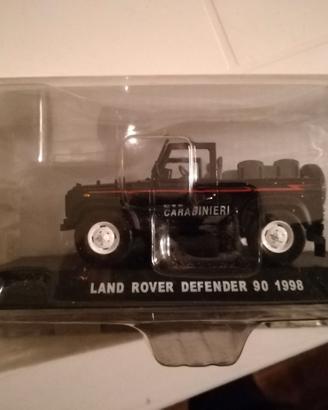 CARABINIERI
LAND ROVER DEFENDER 90 1998